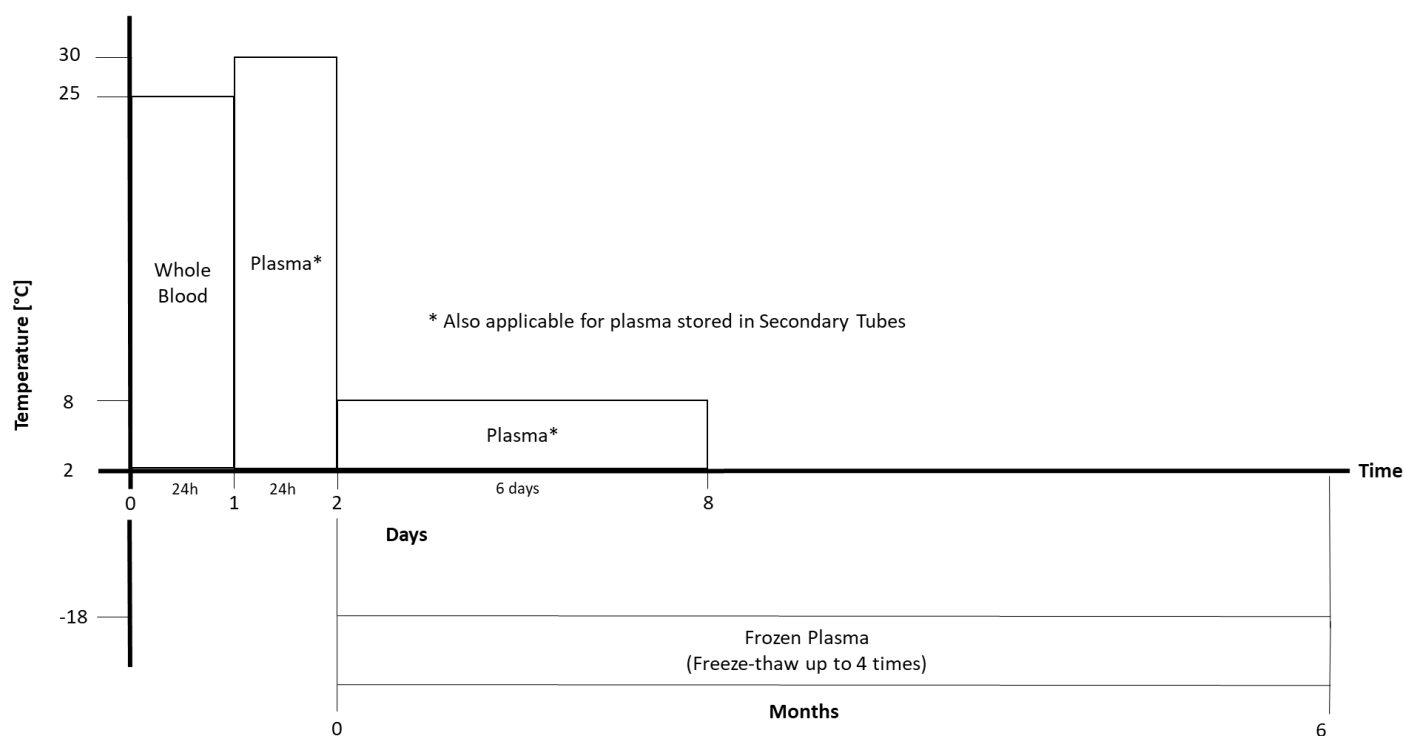 30
25
Whole
Blood
Plasma*
* Also applicable for plasma stored in Secondary Tubes
Temperature [°C]
8
Plasma*
2
Time
24h
24h
6 days
0
1
2
8
Days
-18
Frozen Plasma
(Freeze-thaw up to 4 times)
Months
0
6